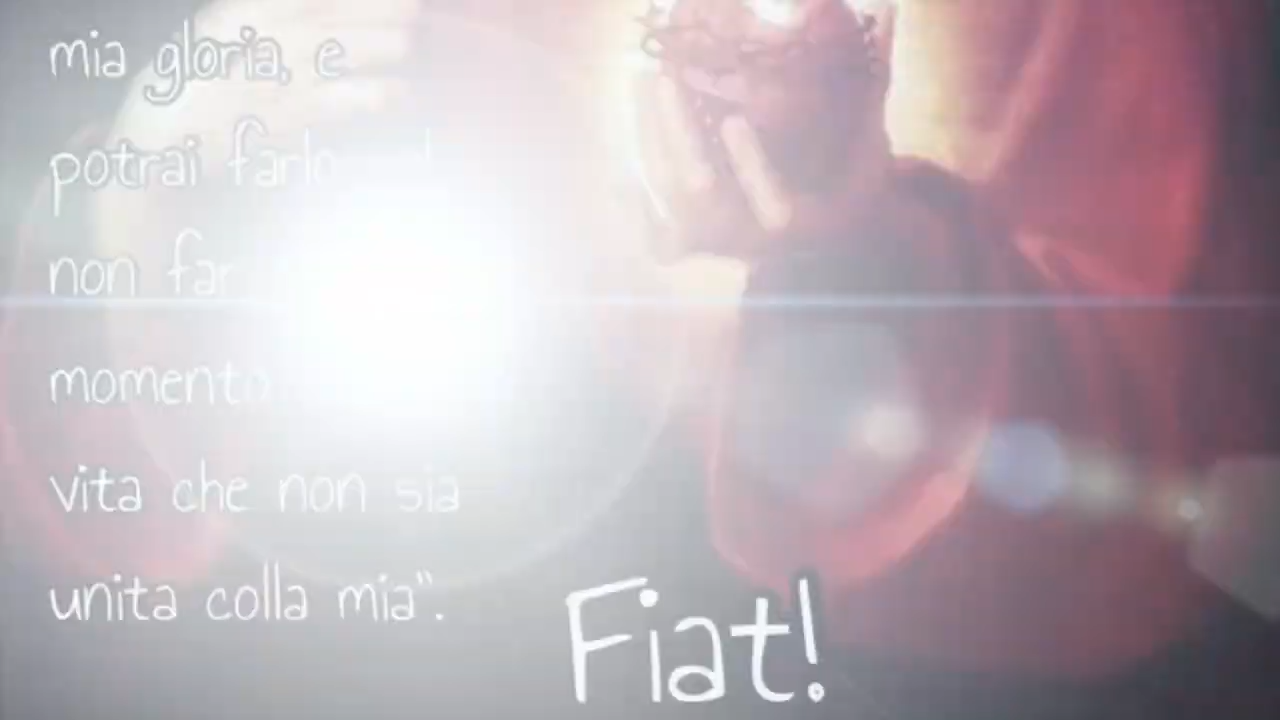 mia gloria, e
potrai farlo
non far
momento
vita che non sia
unita colla mia".
Fiat!